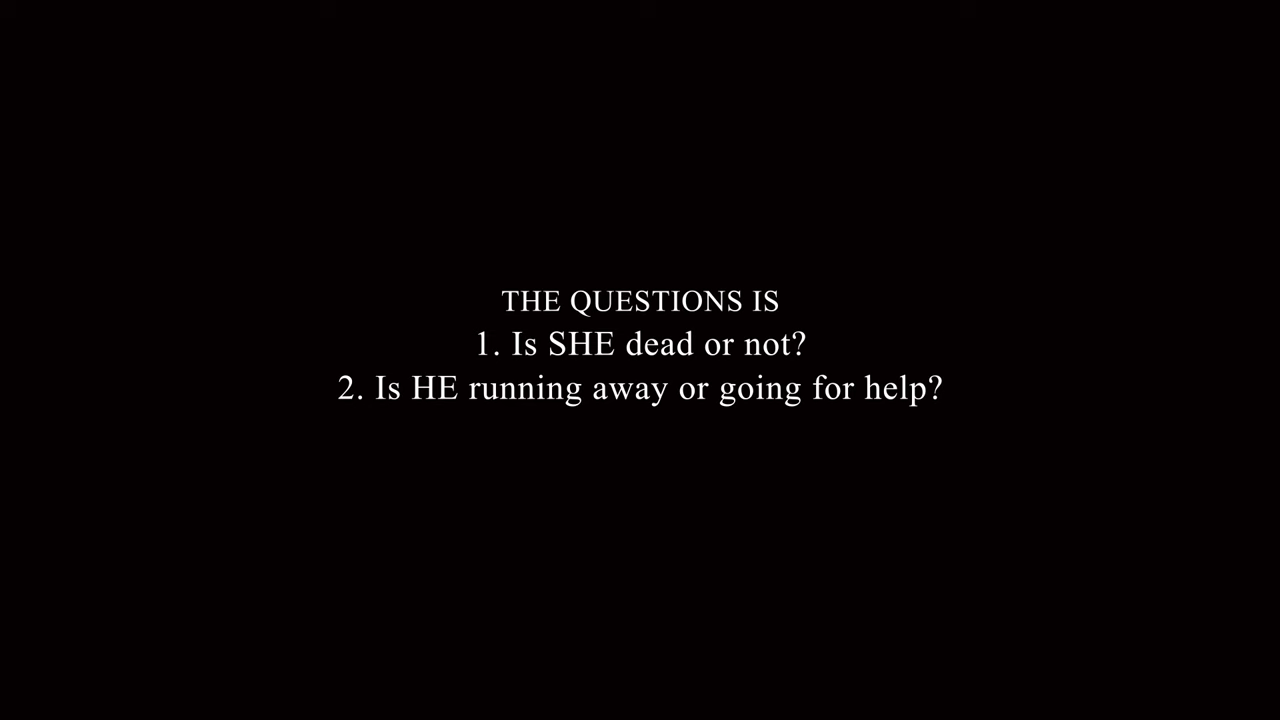 THE QUESTIONS IS
1. Is SHE dead or not?
2. Is HE running away or going for help?